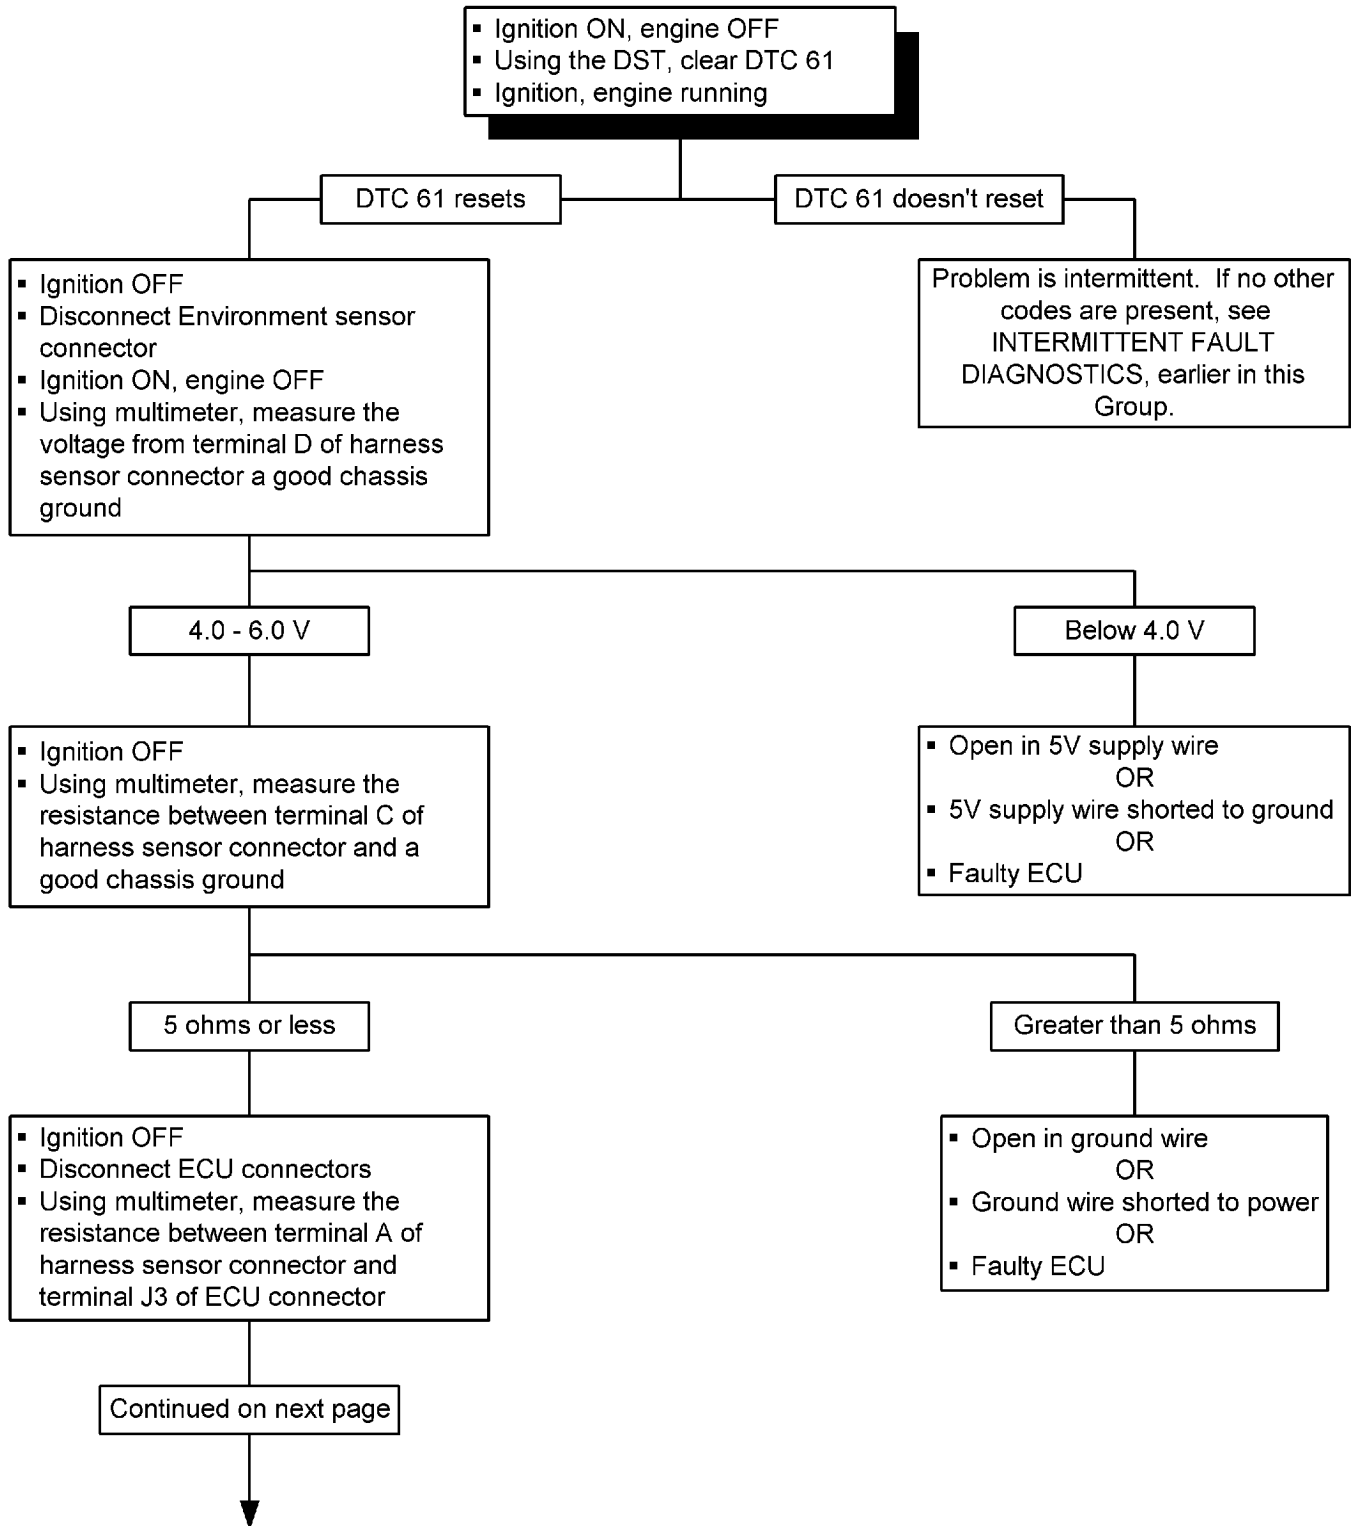 ▪ Ignition ON, engine OFF
▪ Using the DST, clear DTC 61
▪ Ignition, engine running
DTC 61 resets
DTC 61 doesn't reset
▪ Ignition OFF
▪ Disconnect Environment sensor
connector
▪ Ignition ON, engine OFF
▪ Using multimeter, measure the
voltage from terminal D of harness
sensor connector a good chassis
ground
Problem is intermittent.  If no other
codes are present, see
INTERMITTENT FAULT
DIAGNOSTICS, earlier in this
Group.
4.0 - 6.0 V
Below 4.0 V
▪ Ignition OFF
▪ Using multimeter, measure the
resistance between terminal C of
harness sensor connector and a
good chassis ground
▪ Open in 5V supply wire
OR
▪ 5V supply wire shorted to ground
OR
▪ Faulty ECU
5 ohms or less
Greater than 5 ohms
▪ Ignition OFF
▪ Disconnect ECU connectors
▪ Using multimeter, measure the
resistance between terminal A of
harness sensor connector and
terminal J3 of ECU connector
▪ Open in ground wire
OR
▪ Ground wire shorted to power
OR
▪ Faulty ECU
Continued on next page